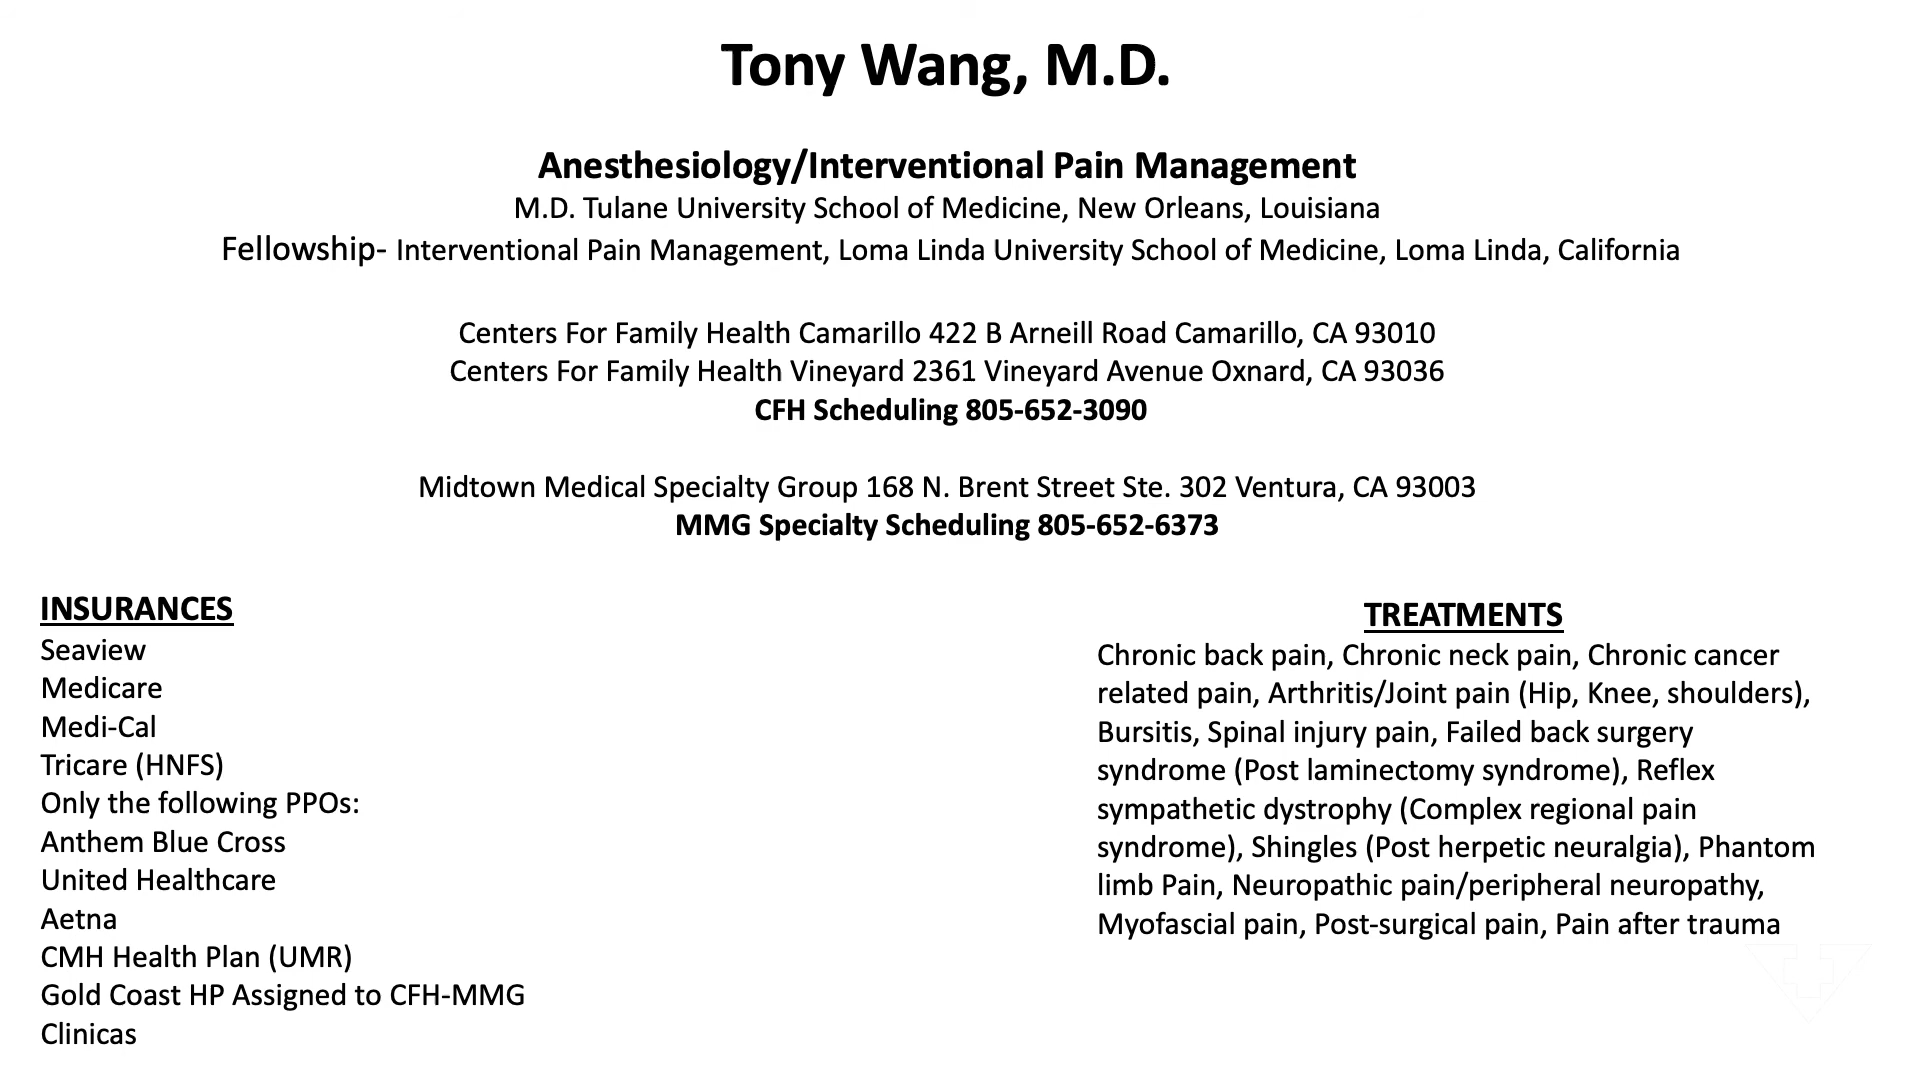 Tony Wang, M.D.
Anesthesiology/Interventional Pain Management
M.D. Tulane University School of Medicine, New Orleans, Louisiana
Fellowship- Interventional Pain Management, Loma Linda University School of Medicine, Loma Linda, California
Centers For Family Health Camarillo 422 B Arneill Road Camarillo, CA 93010
Centers For Family Health Vineyard 2361 Vineyard Avenue Oxnard, CA 93036
CFH Scheduling 805-652-3090
Midtown Medical Specialty Group 168 N. Brent Street Ste. 302 Ventura, CA 93003
MMG Specialty Scheduling 805-652-6373
INSURANCES
Seaview
Medicare
Medi-Cal
Tricare (HNFS)
Only the following PPOs:
Anthem Blue Cross
United Healthcare
Aetna
CMH Health Plan (UMR)
Gold Coast HP Assigned to CFH-MMG
Clinicas
TREATMENTS
Chronic back pain, Chronic neck pain, Chronic cancer
related pain, Arthritis/Joint pain (Hip, Knee, shoulders),
Bursitis, Spinal injury pain, Failed back surgery
syndrome (Post laminectomy syndrome), Reflex
sympathetic dystrophy (Complex regional pain
syndrome), Shingles (Post herpetic neuralgia), Phantom
limb Pain, Neuropathic pain/peripheral neuropathy,
Myofascial pain, Post-surgical pain, Pain after trauma